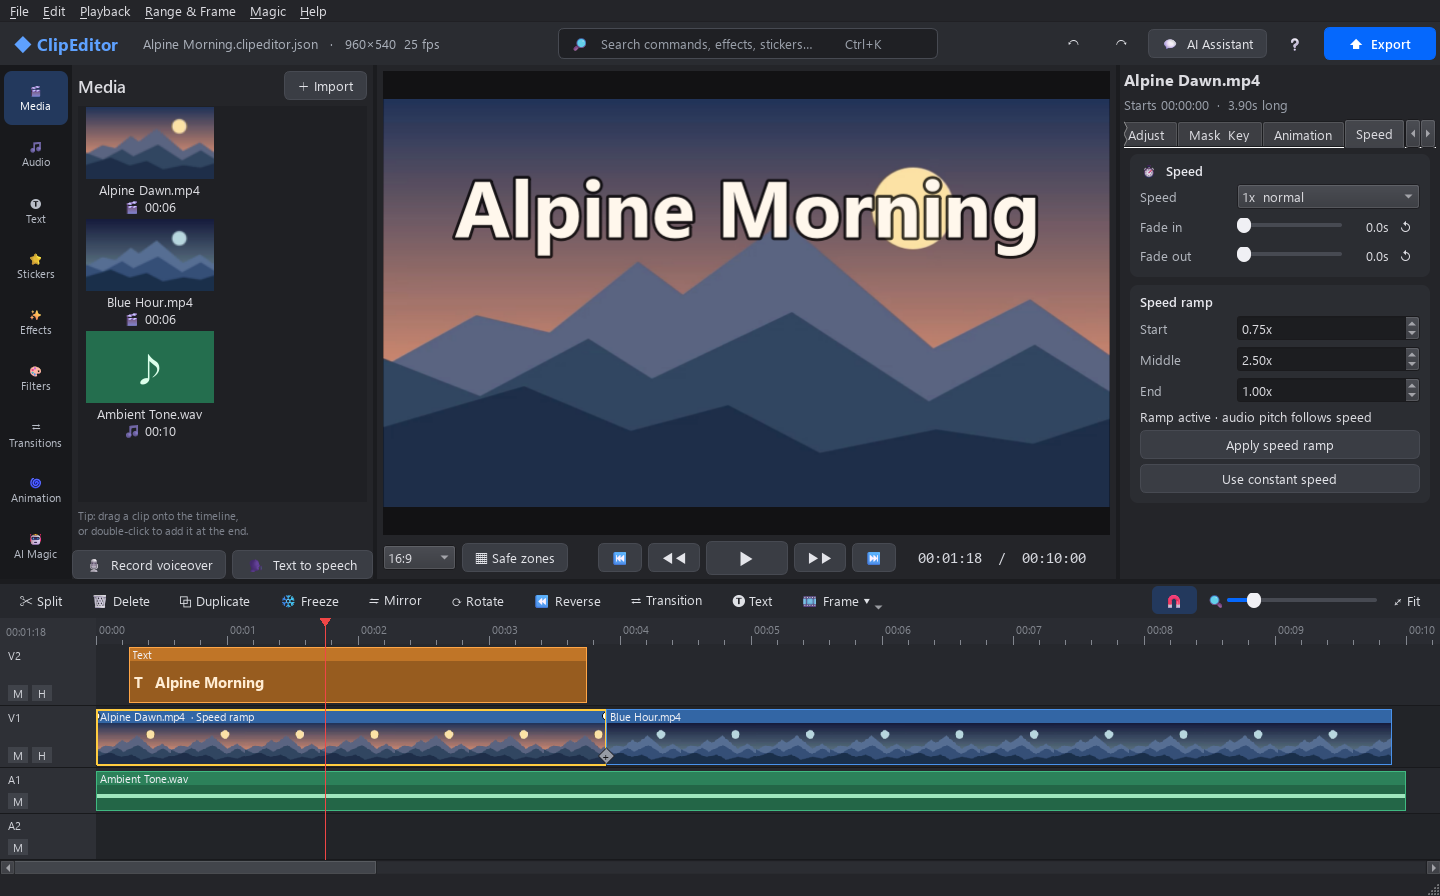 File Edit Playback Range & Frame Magic Help
ClipEditor Alpine Morning.clipeditor.json · 960×540 25 fps Search commands, effects, stickers... Ctrl+K AI Assistant ? Export
Media
Audio
Text
Stickers
Effects
Filters
Transitions
Animation
AI Magic
Media + Import
Alpine Dawn.mp4
00:06
Blue Hour.mp4
00:06
Ambient Tone.wav
00:10
Tip: drag a clip onto the timeline,
or double-click to add it at the end.
Record voiceover Text to speech
Alpine Morning
16:9 Safe zones 00:01:18 / 00:10:00
Alpine Dawn.mp4
Starts 00:00:00 · 3.90s long
Adjust Mask Key Animation Speed
Speed
Speed 1x normal
Fade in 0.0s
Fade out 0.0s
Speed ramp
Start 0.75x
Middle 2.50x
End 1.00x
Ramp active · audio pitch follows speed
Apply speed ramp
Use constant speed
Split Delete Duplicate Freeze Mirror Rotate Reverse Transition Text Frame Fit
00:01:18 00:00 00:01 00:02 00:03 00:04 00:05 00:06 00:07 00:08 00:09 00:10
V2 Text
T Alpine Morning
M H
V1 Alpine Dawn.mp4 · Speed ramp Blue Hour.mp4
M H
A1 Ambient Tone.wav
M
A2
M